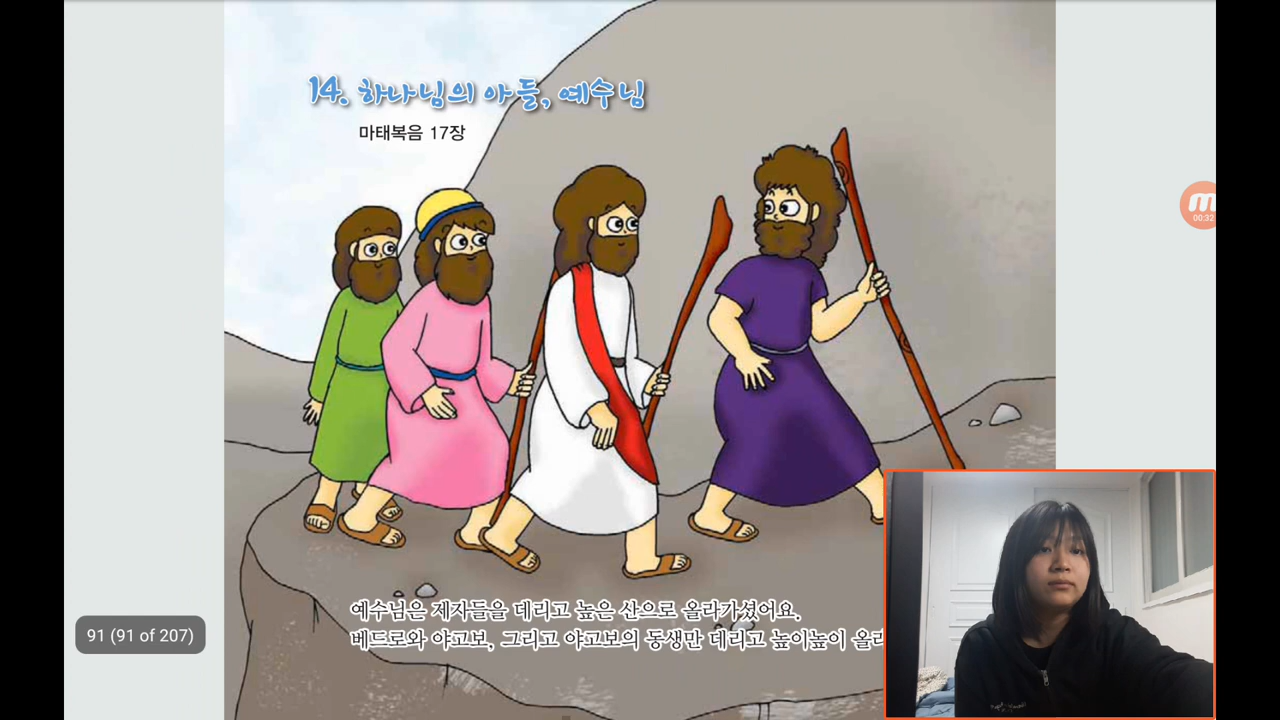 14. 하나님의 아들, 예수님
마태복음 17장
00:32
예수님은 제자들을 데리고 높은 산으로 올라가셨어요.
베드로와 야고보, 그리고 야고보의 동생만 데리고 높이높이
91 (91 of 207)